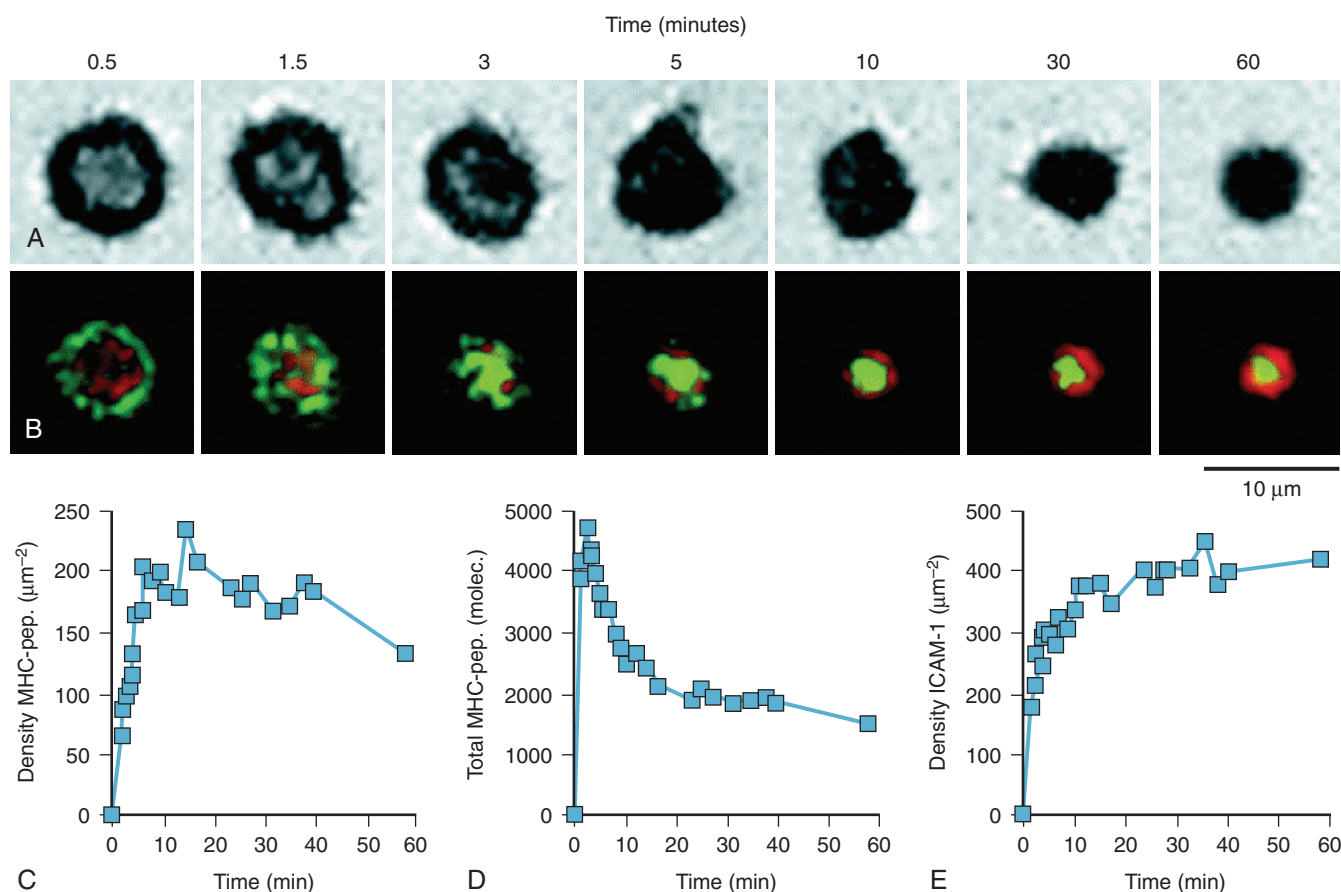 Time (minutes)
0.5 1.5 3 5 10 30 60
A
B
10 μm
250
200
150
100
50
0
0 10 20 30 40 50 60
Density MHC-pep. (μm⁻²)
Time (min)
C
5000
4000
3000
2000
1000
0
0 10 20 30 40 50 60
Total MHC-pep. (molec.)
Time (min)
D
500
400
300
200
100
0
0 10 20 30 40 50 60
Density ICAM-1 (μm⁻²)
Time (min)
E